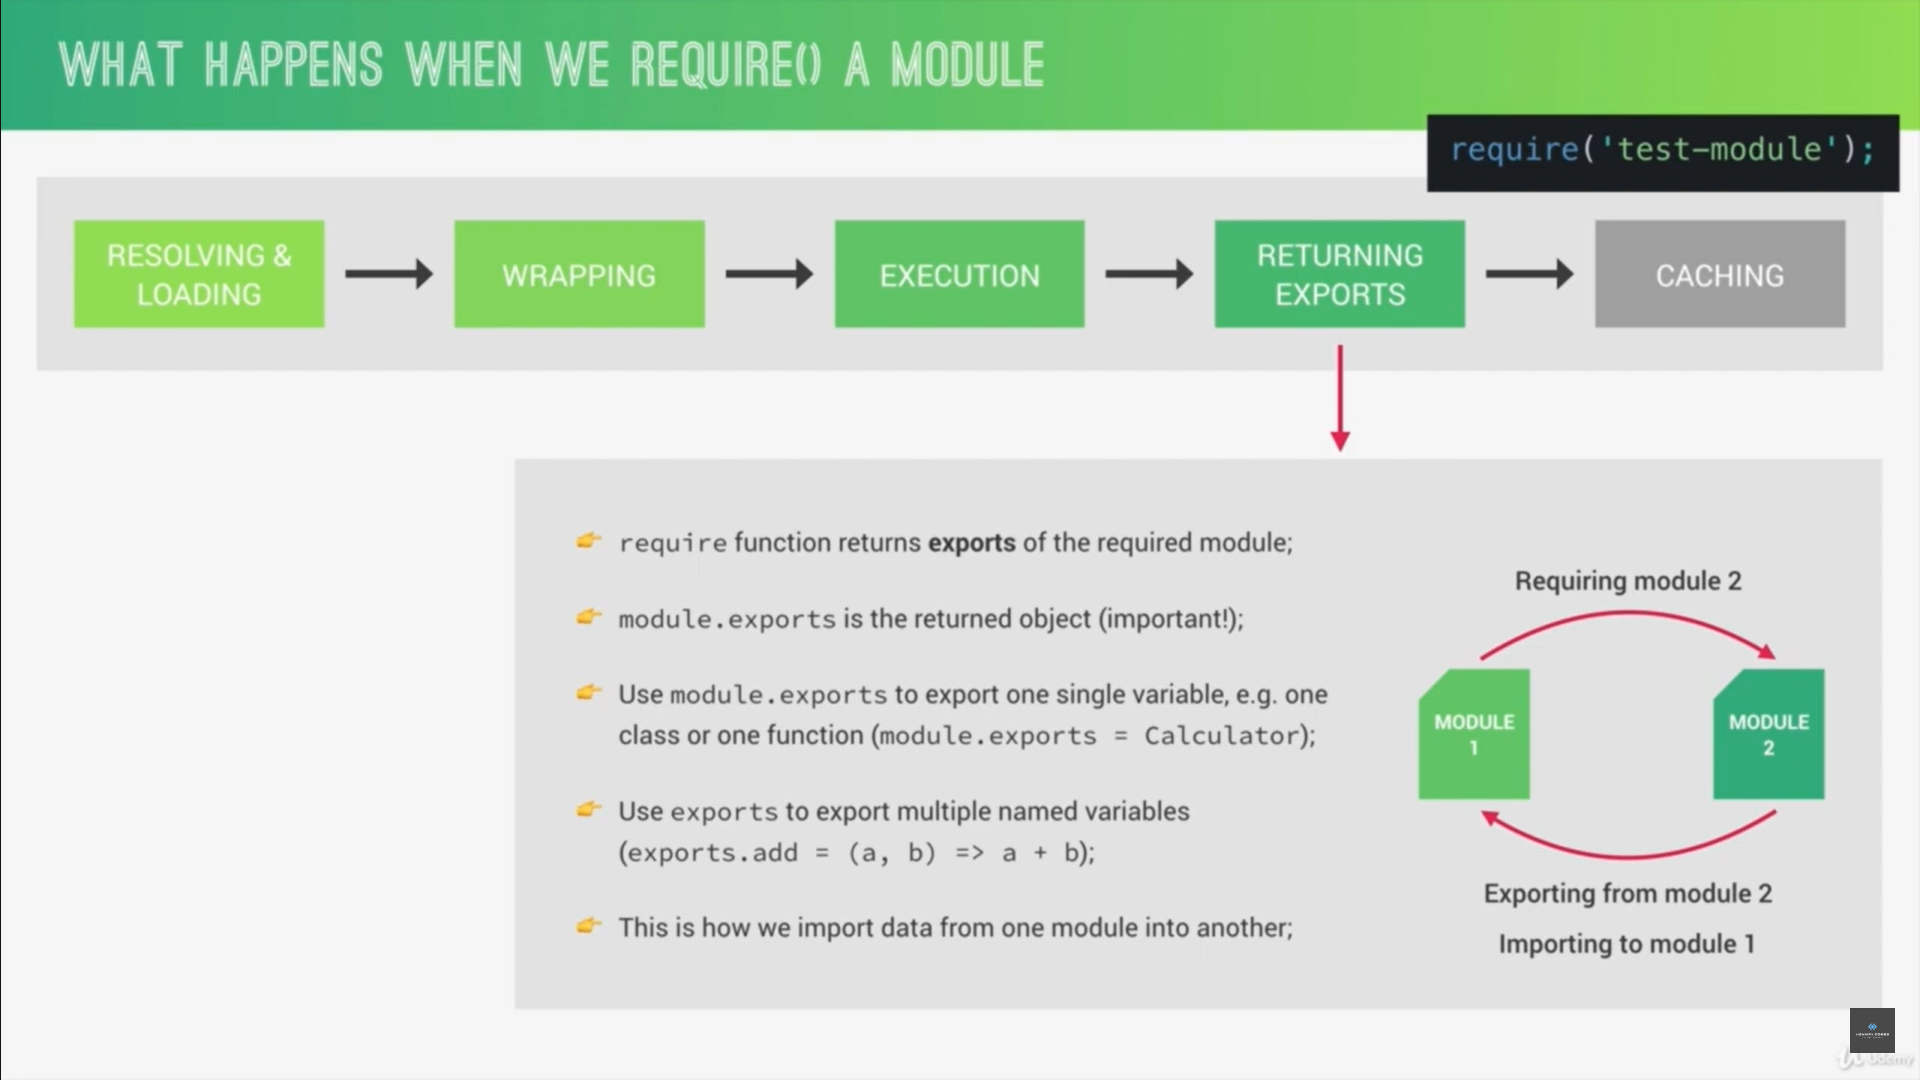 WHAT HAPPENS WHEN WE REQUIRE() A MODULE
require('test-module');
RESOLVING &
LOADING
WRAPPING
EXECUTION
RETURNING
EXPORTS
CACHING
require function returns exports of the required module;
module.exports is the returned object (important!);
Use module.exports to export one single variable, e.g. one
class or one function (module.exports = Calculator);
Use exports to export multiple named variables
(exports.add = (a, b) => a + b);
This is how we import data from one module into another;
Requiring module 2
MODULE
1
MODULE
2
Exporting from module 2
Importing to module 1
Udemy